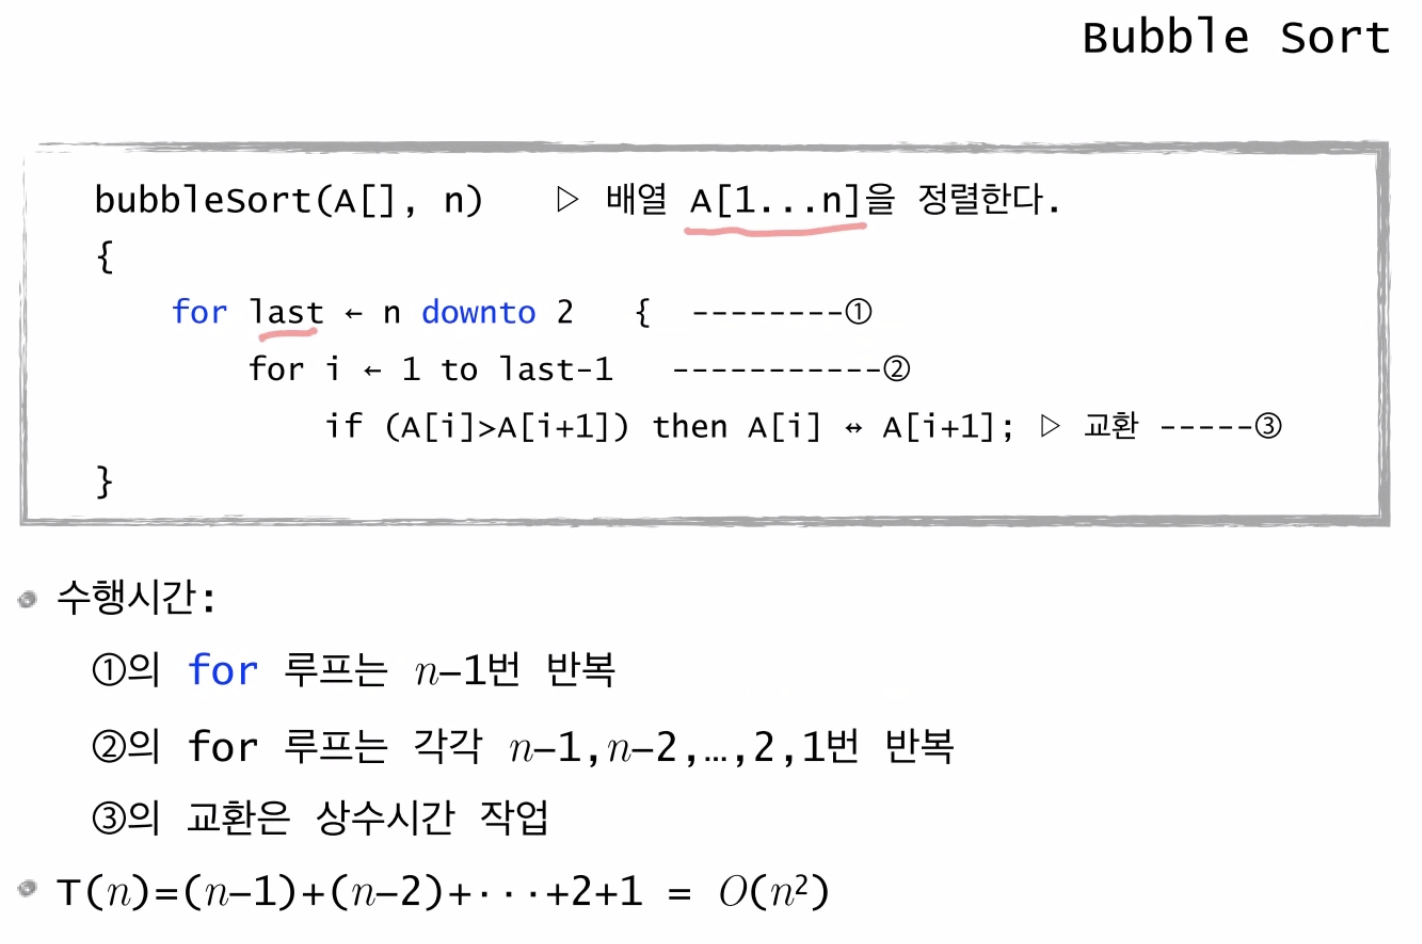 Bubble Sort
bubbleSort(A[], n) ▷ 배열 A[1...n]을 정렬한다.
{
for last ← n downto 2 { --------①
for i ← 1 to last-1 -----------②
if (A[i]>A[i+1]) then A[i] ↔ A[i+1]; ▷ 교환 -----③
}
수행시간:
①의 for 루프는 n–1번 반복
②의 for 루프는 각각 n–1,n–2,…,2,1번 반복
③의 교환은 상수시간 작업
T(n)=(n–1)+(n–2)+···+2+1 = O(n²)